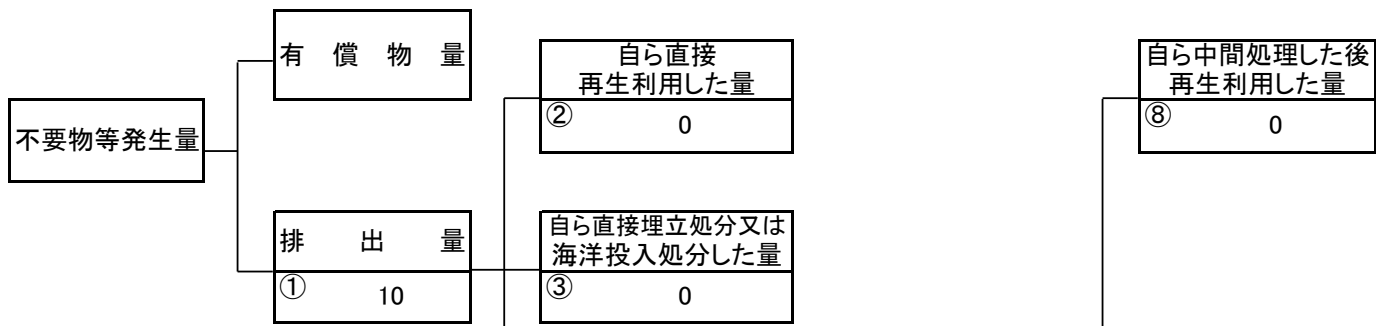 有償物量
自ら直接
再生利用した量
② 0
自ら中間処理した後
再生利用した量
⑧ 0
不要物等発生量
排出量
① 10
自ら直接埋立処分又は
海洋投入処分した量
③ 0